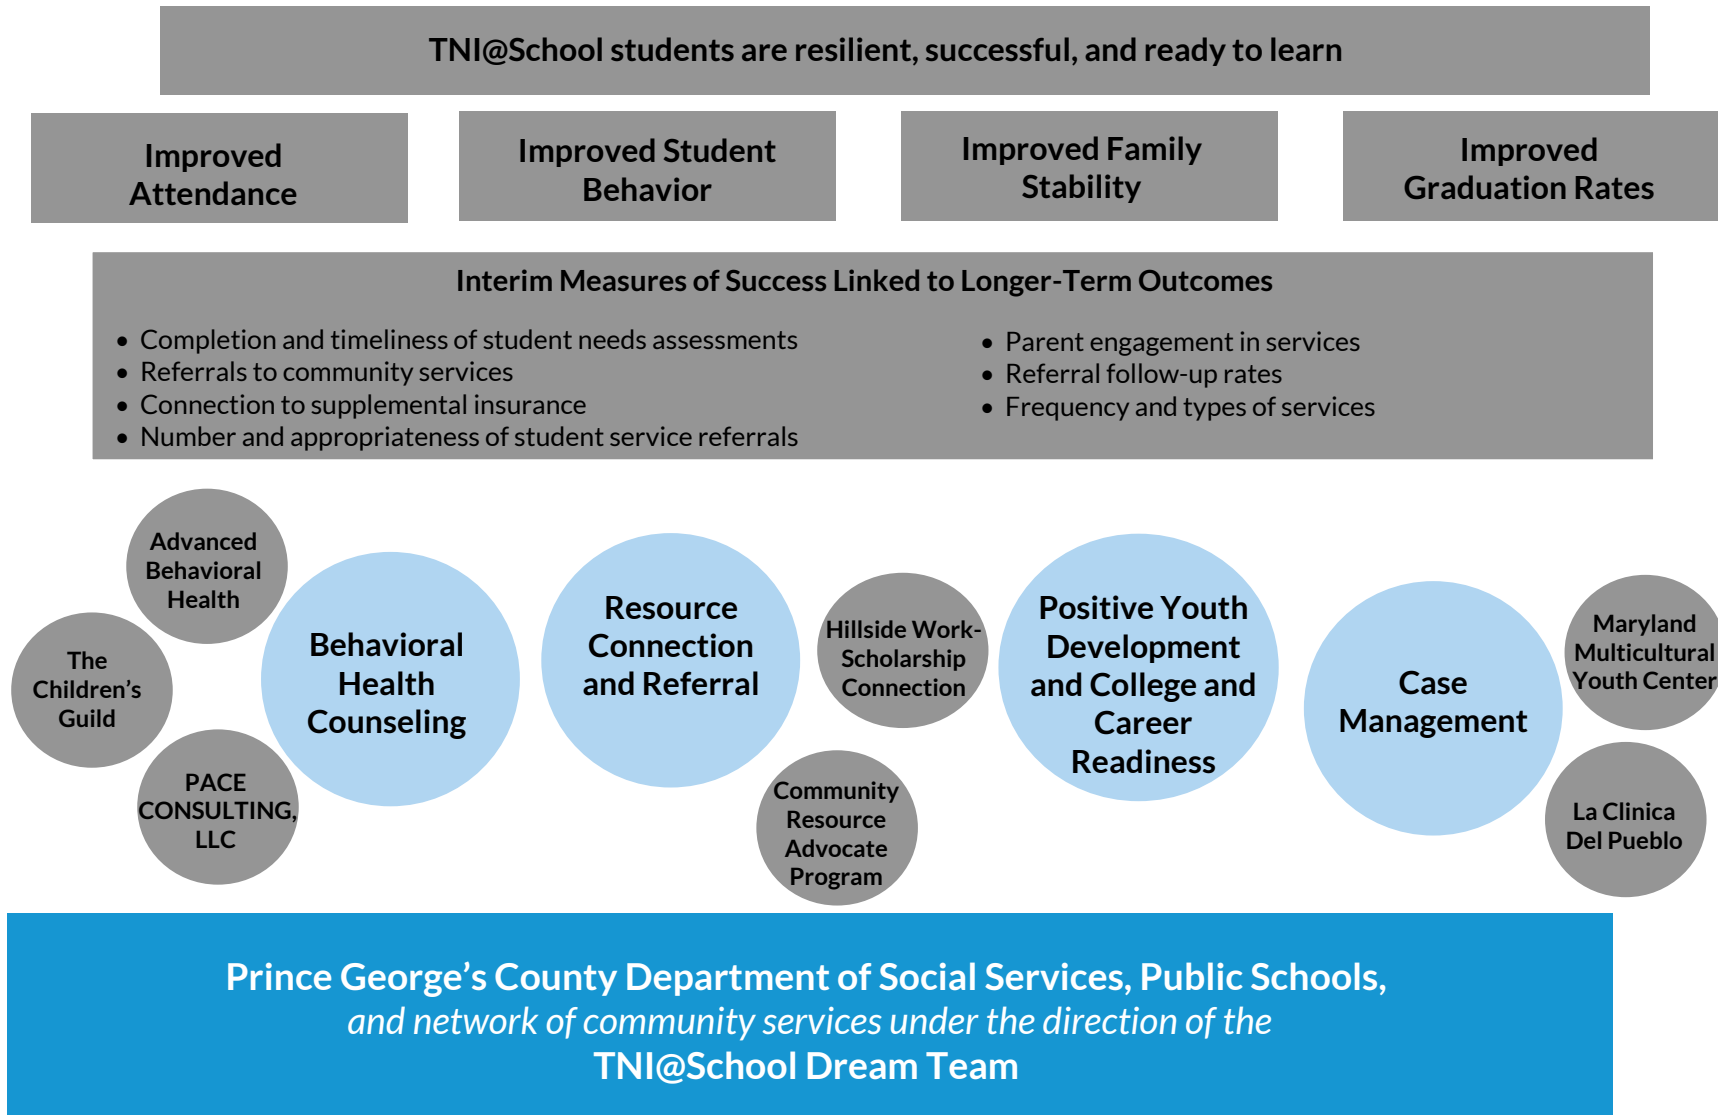 TNI@School students are resilient, successful, and ready to learn
Improved
Attendance
Improved Student
Behavior
Improved Family
Stability
Improved
Graduation Rates
Interim Measures of Success Linked to Longer-Term Outcomes
• Completion and timeliness of student needs assessments
• Referrals to community services
• Connection to supplemental insurance
• Number and appropriateness of student service referrals
• Parent engagement in services
• Referral follow-up rates
• Frequency and types of services
Advanced
Behavioral
Health
The
Children’s
Guild
PACE
CONSULTING,
LLC
Behavioral
Health
Counseling
Resource
Connection
and Referral
Hillside Work-
Scholarship
Connection
Community
Resource
Advocate
Program
Positive Youth
Development
and College and
Career
Readiness
Case
Management
Maryland
Multicultural
Youth Center
La Clinica
Del Pueblo
Prince George’s County Department of Social Services, Public Schools,
and network of community services under the direction of the
TNI@School Dream Team